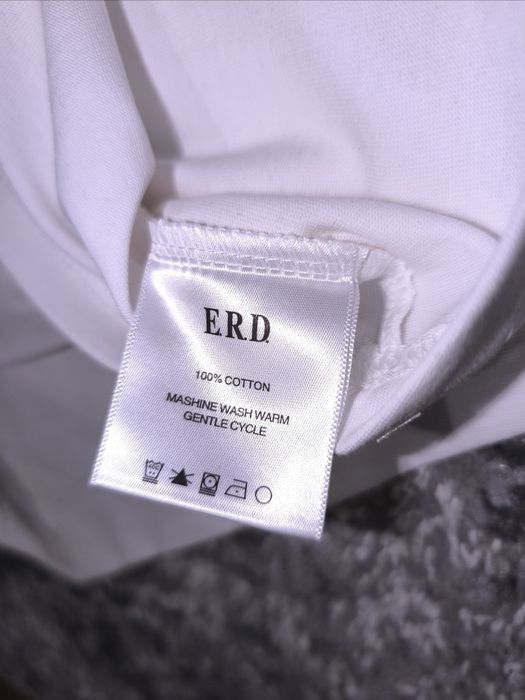 E.R.D.
100% COTTON
MASHINE WASH WARM
GENTLE CYCLE